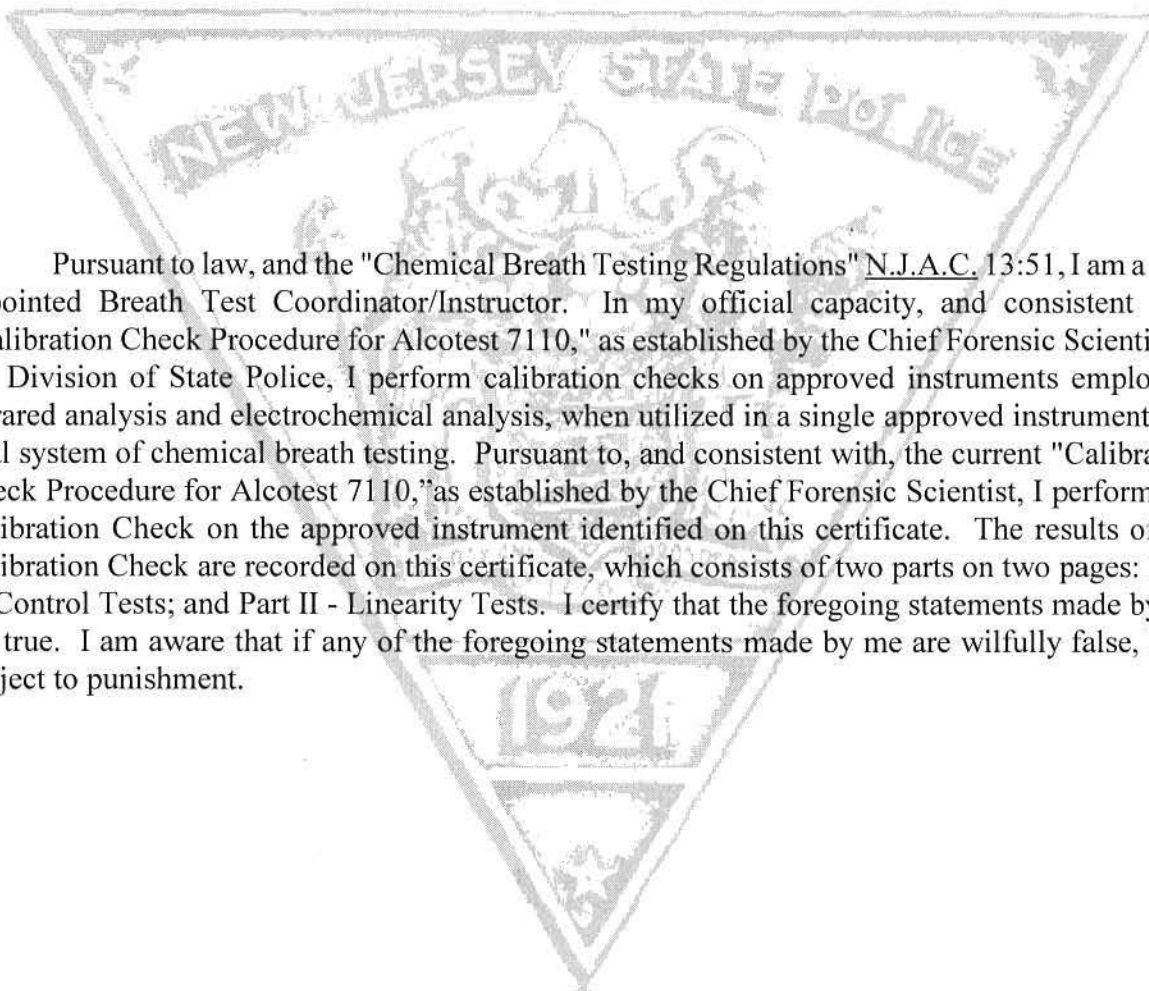 NEW JERSEY STATE POLICE
Pursuant to law, and the "Chemical Breath Testing Regulations" N.J.A.C. 13:51, I am a
ointed Breath Test Coordinator/Instructor. In my official capacity, and consistent
alibration Check Procedure for Alcotest 7110," as established by the Chief Forensic Scienti
Division of State Police, I perform calibration checks on approved instruments emplo
rared analysis and electrochemical analysis, when utilized in a single approved instrument
l system of chemical breath testing. Pursuant to, and consistent with, the current "Calibra
eck Procedure for Alcotest 7110,"as established by the Chief Forensic Scientist, I perform
libration Check on the approved instrument identified on this certificate. The results o
libration Check are recorded on this certificate, which consists of two parts on two pages:
Control Tests; and Part II - Linearity Tests. I certify that the foregoing statements made by
true. I am aware that if any of the foregoing statements made by me are wilfully false,
ject to punishment.
1921